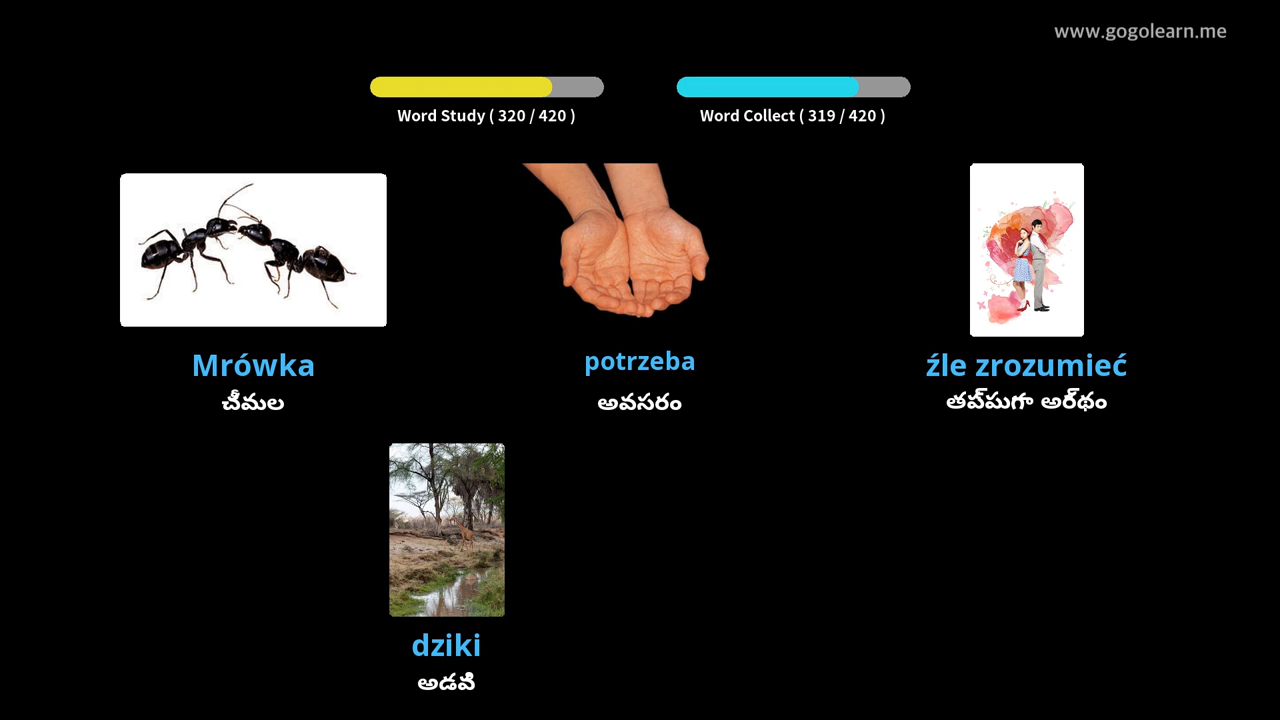 www.gogolearn.me
Word Study ( 320 / 420 )
Word Collect ( 319 / 420 )
Mrówka
చీమల
potrzeba
అవసరం
źle zrozumieć
తప్పుగా అర్థం
dziki
అడవి